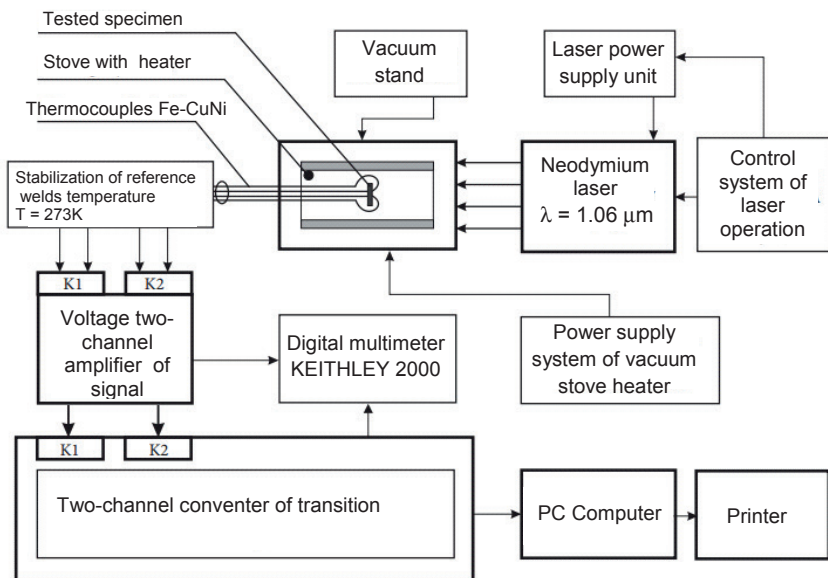 Tested specimen
Stove with heater
Thermocouples Fe-CuNi
Vacuum
stand
Laser power
supply unit
Stabilization of reference
welds temperature
T = 273K
Neodymium
laser
λ = 1.06 μm
Control
system of
laser
operation
K1
K2
Voltage two-
channel
amplifier of
signal
Digital multimeter
KEITHLEY 2000
Power supply
system of vacuum
stove heater
K1
K2
Two-channel conventer of transition
PC Computer
Printer